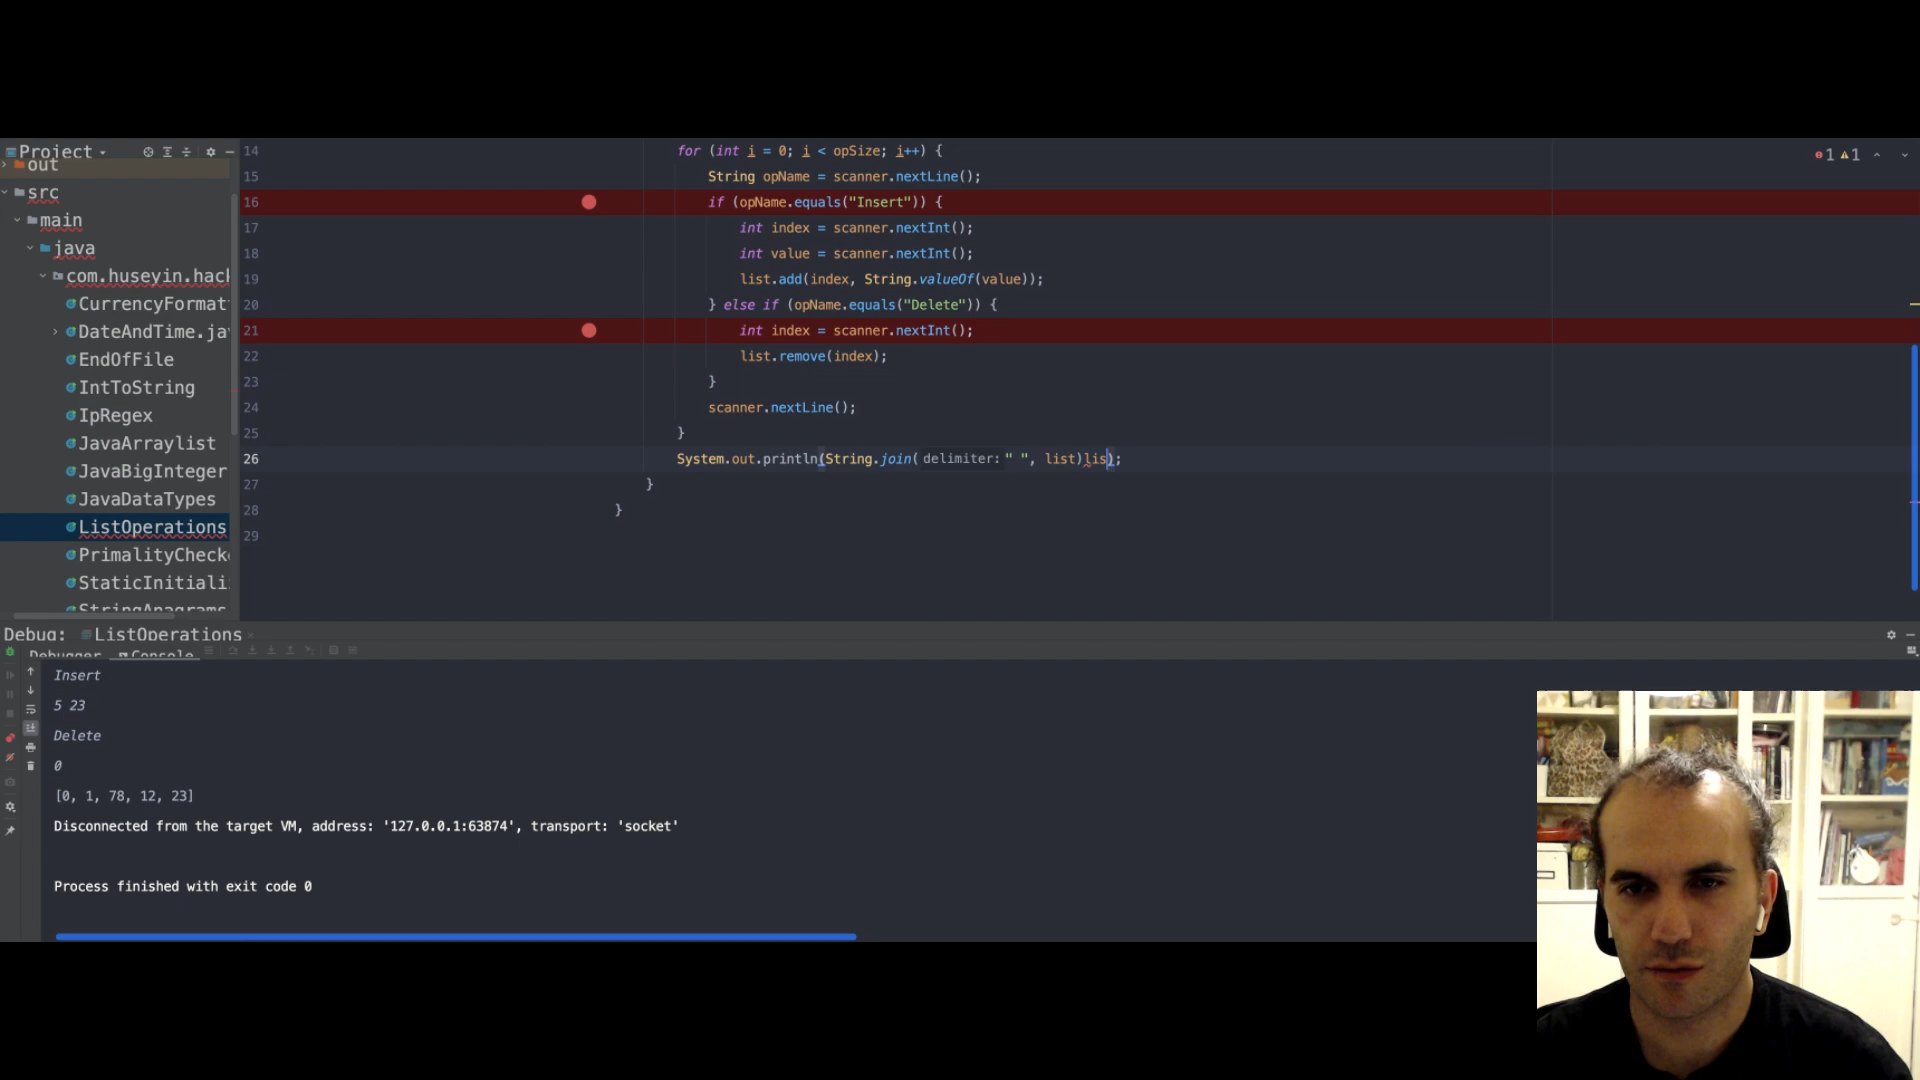 Project
out
src
main
java
com.huseyin.hack
CurrencyFormat
DateAndTime.ja
EndOfFile
IntToString
IpRegex
JavaArraylist
JavaBigInteger
JavaDataTypes
ListOperations
PrimalityCheck
StaticInitiali
StringAnagrams
14 for (int i = 0; i < opSize; i++) {
15 String opName = scanner.nextLine();
16 if (opName.equals("Insert")) {
17 int index = scanner.nextInt();
18 int value = scanner.nextInt();
19 list.add(index, String.valueOf(value));
20 } else if (opName.equals("Delete")) {
21 int index = scanner.nextInt();
22 list.remove(index);
23 }
24 scanner.nextLine();
25 }
26 System.out.println(String.join( delimiter: " ", list)lis);
27 }
28 }
29
1 1
Debug: ListOperations
Debugger Console
Insert
5 23
Delete
0
[0, 1, 78, 12, 23]
Disconnected from the target VM, address: '127.0.0.1:63874', transport: 'socket'
Process finished with exit code 0